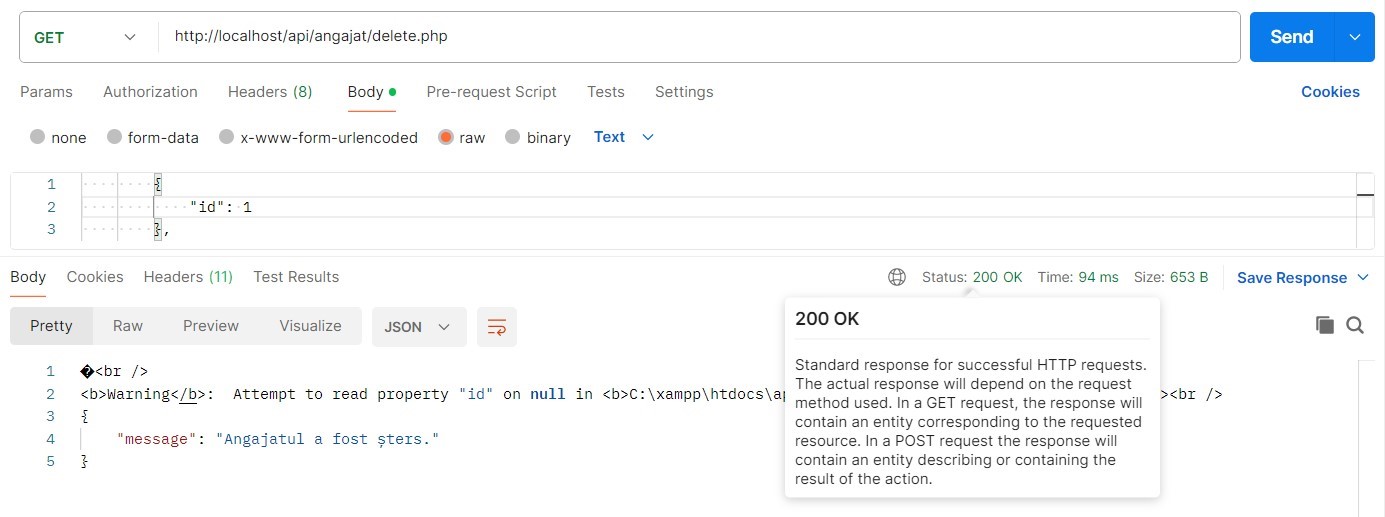 GET http://localhost/api/angajat/delete.php Send
Params Authorization Headers (8) Body Pre-request Script Tests Settings Cookies
none form-data x-www-form-urlencoded raw binary Text
1 {
2 "id": 1
3 },
Body Cookies Headers (11) Test Results Status: 200 OK Time: 94 ms Size: 653 B Save Response
Pretty Raw Preview Visualize JSON
200 OK
Standard response for successful HTTP requests.
The actual response will depend on the request
method used. In a GET request, the response will
contain an entity corresponding to the requested
resource. In a POST request the response will
contain an entity describing or containing the
result of the action.
1 �<br />
2 <b>Warning</b>: Attempt to read property "id" on null in <b>C:\xampp\htdocs\ ><br />
3 {
4 "message": "Angajatul a fost șters."
5 }